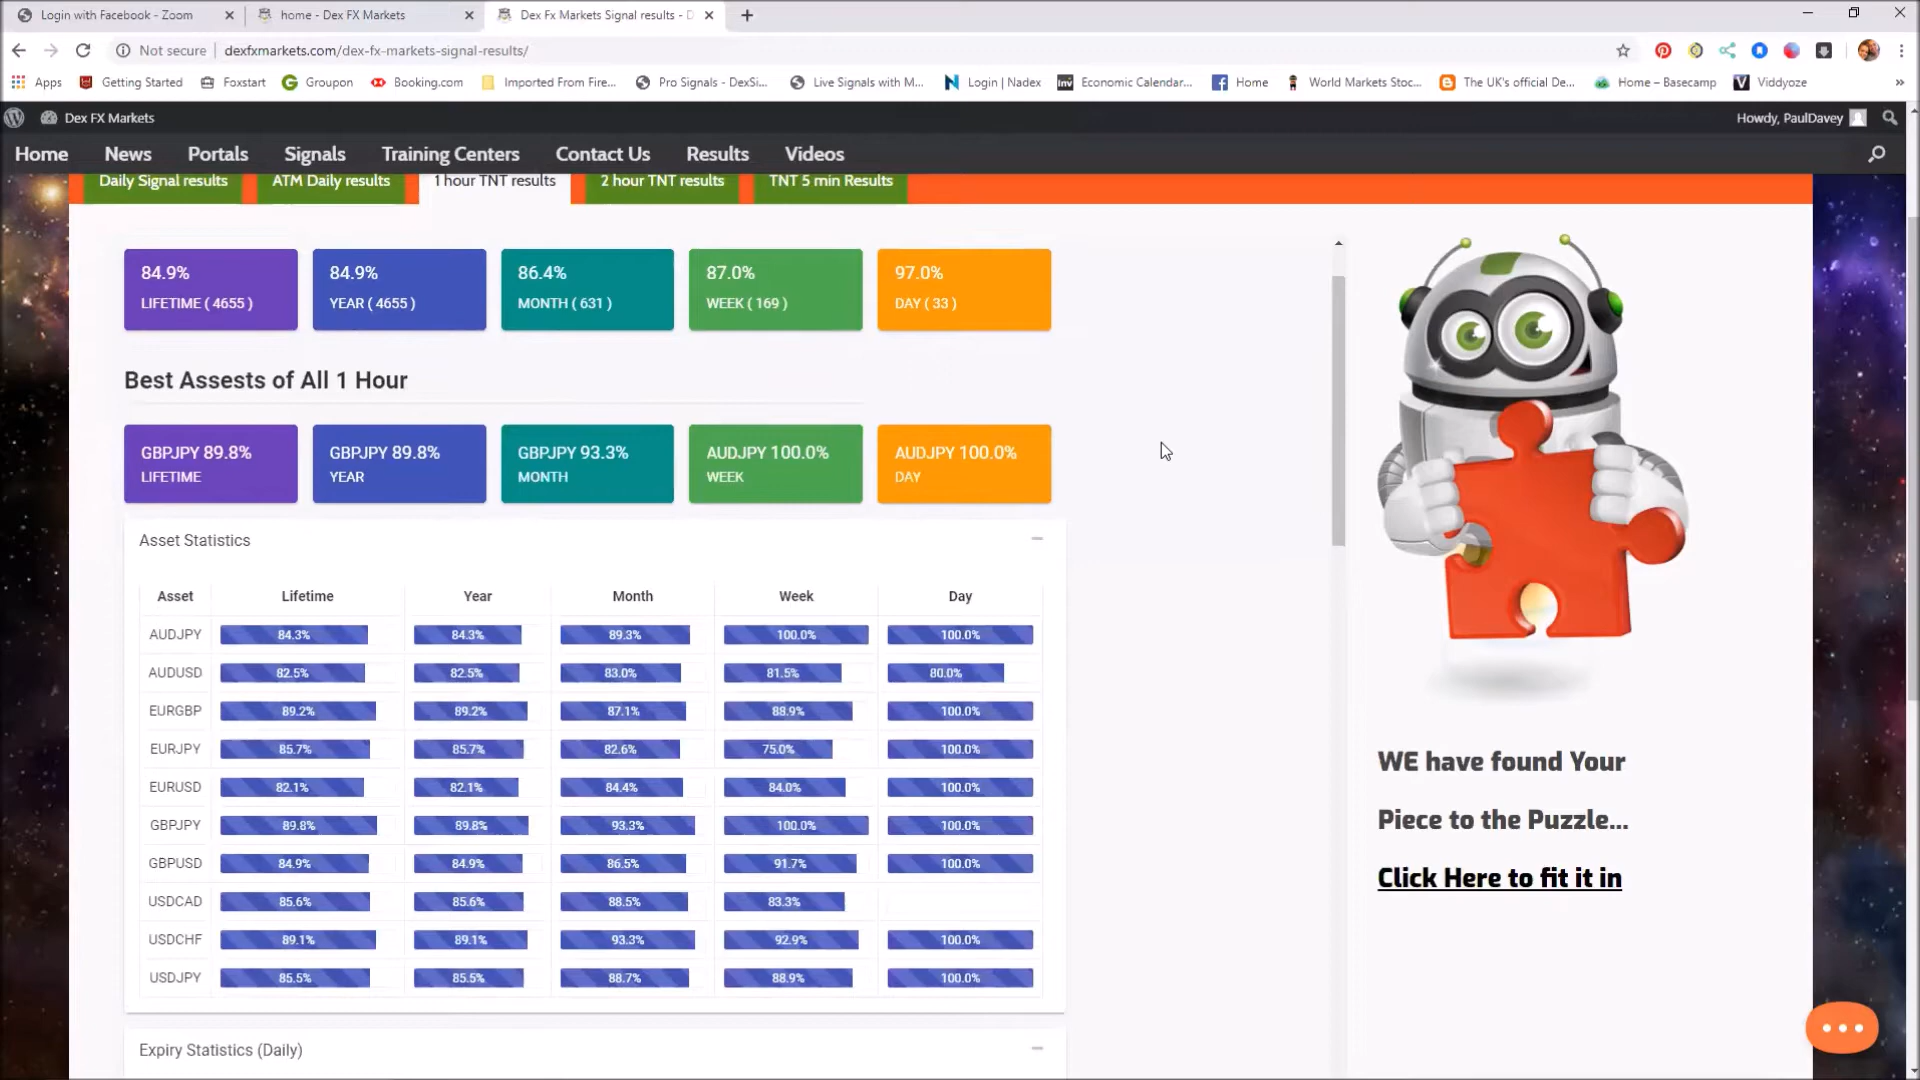 Login with Facebook - Zoom
home - Dex FX Markets
Dex Fx Markets Signal results - D
Not secure
dexfxmarkets.com/dex-fx-markets-signal-results/
Apps
Getting Started
Foxstart
Groupon
Booking.com
Imported From Fire...
Pro Signals - DexSi...
Live Signals with M...
Login | Nadex
Economic Calendar...
Home
World Markets Stoc...
The UK's official De...
Home – Basecamp
Viddyoze
Dex FX Markets
Howdy, PaulDavey
Home News Portals Signals Training Centers Contact Us Results Videos
Daily Signal results
ATM Daily results
1 hour TNT results
2 hour TNT results
TNT 5 min Results
84.9%
LIFETIME ( 4655 )
84.9%
YEAR ( 4655 )
86.4%
MONTH ( 631 )
87.0%
WEEK ( 169 )
97.0%
DAY ( 33 )
Best Assests of All 1 Hour
GBPJPY 89.8%
LIFETIME
GBPJPY 89.8%
YEAR
GBPJPY 93.3%
MONTH
AUDJPY 100.0%
WEEK
AUDJPY 100.0%
DAY
Asset Statistics
Asset Lifetime Year Month Week Day
AUDJPY 84.3% 84.3% 89.3% 100.0% 100.0%
AUDUSD 82.5% 82.5% 83.0% 81.5% 80.0%
EURGBP 89.2% 89.2% 87.1% 88.9% 100.0%
EURJPY 85.7% 85.7% 82.6% 75.0% 100.0%
EURUSD 82.1% 82.1% 84.4% 84.0% 100.0%
GBPJPY 89.8% 89.8% 93.3% 100.0% 100.0%
GBPUSD 84.9% 84.9% 86.5% 91.7% 100.0%
USDCAD 85.6% 85.6% 88.5% 83.3%
USDCHF 89.1% 89.1% 93.3% 92.9% 100.0%
USDJPY 85.5% 85.5% 88.7% 88.9% 100.0%
Expiry Statistics (Daily)
WE have found Your
Piece to the Puzzle...
Click Here to fit it in